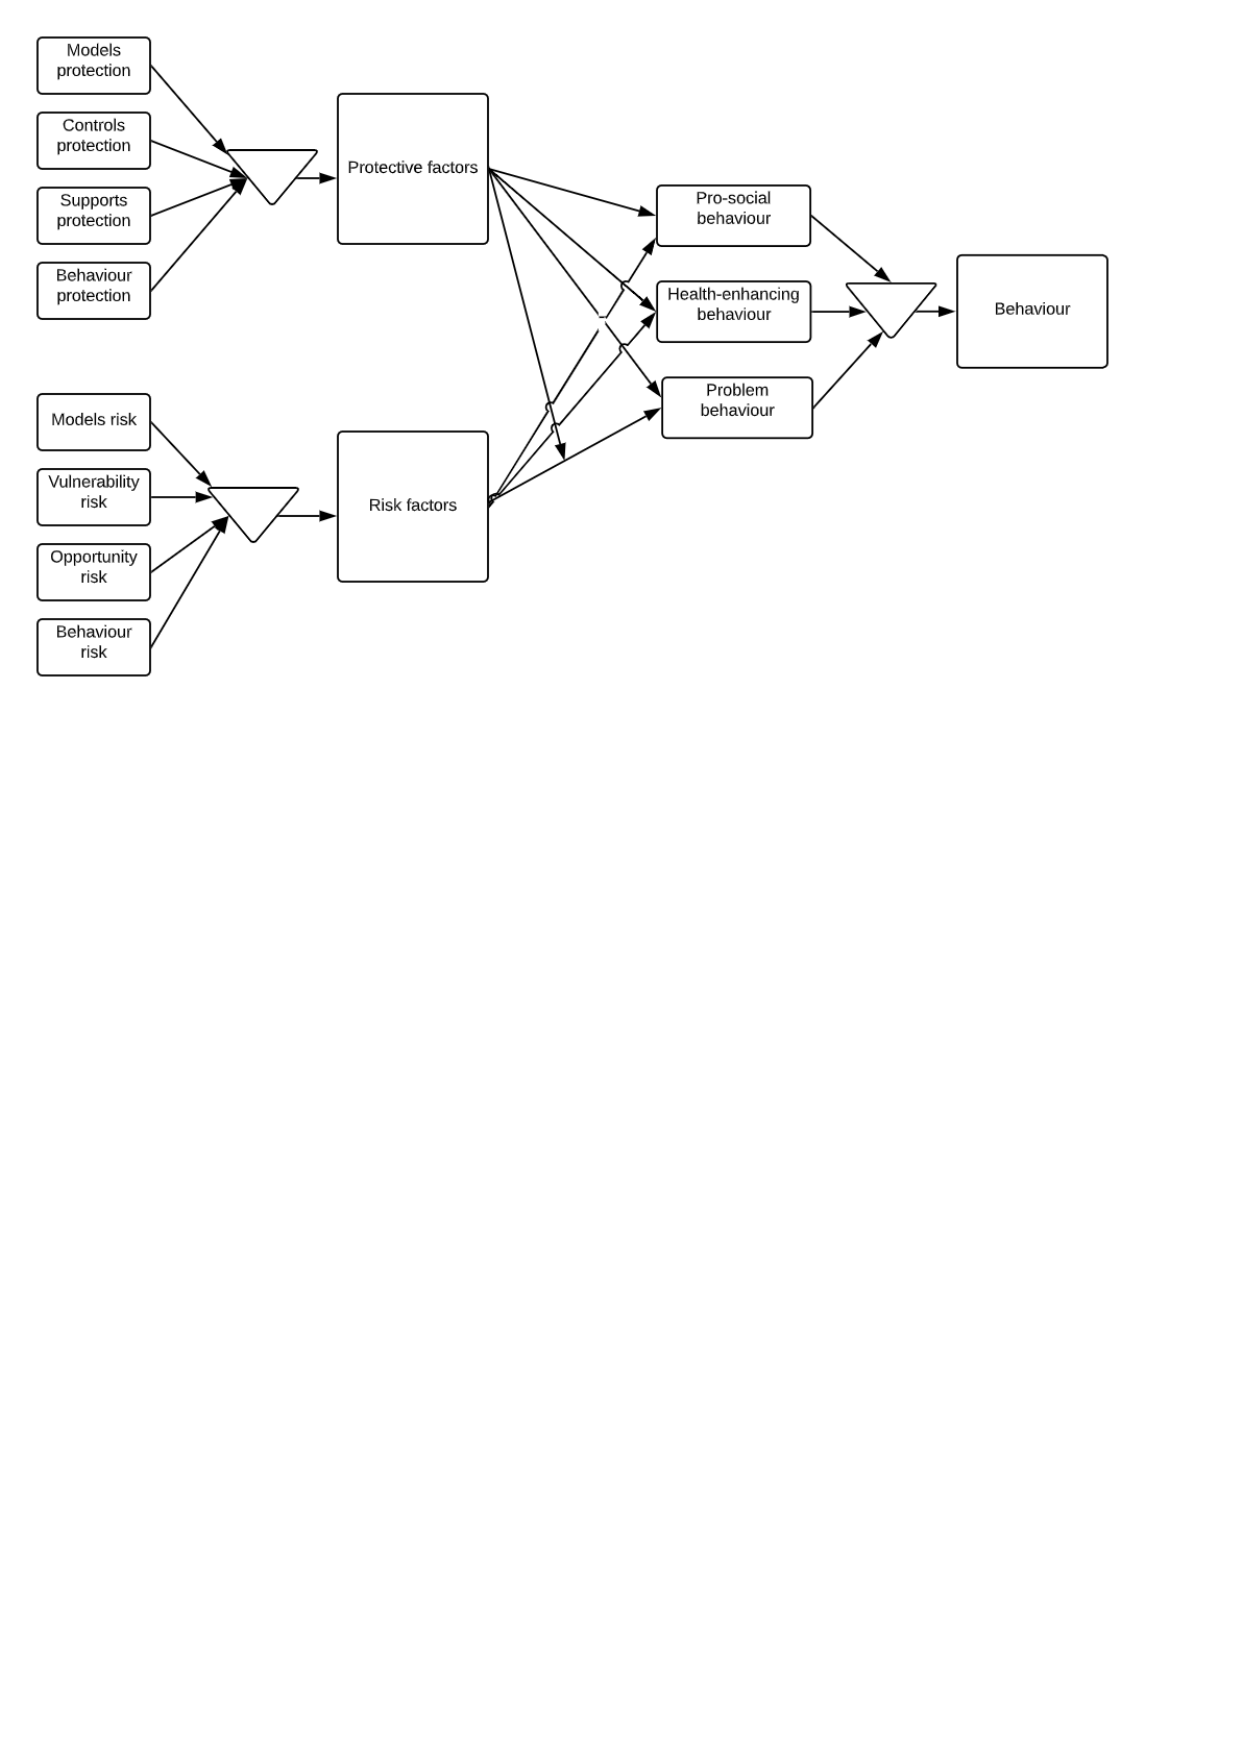 Models
protection
Controls
protection
Supports
protection
Behaviour
protection
Protective factors
Pro-social
behaviour
Health-enhancing
behaviour
Problem
behaviour
Behaviour
Models risk
Vulnerability
risk
Opportunity
risk
Behaviour
risk
Risk factors